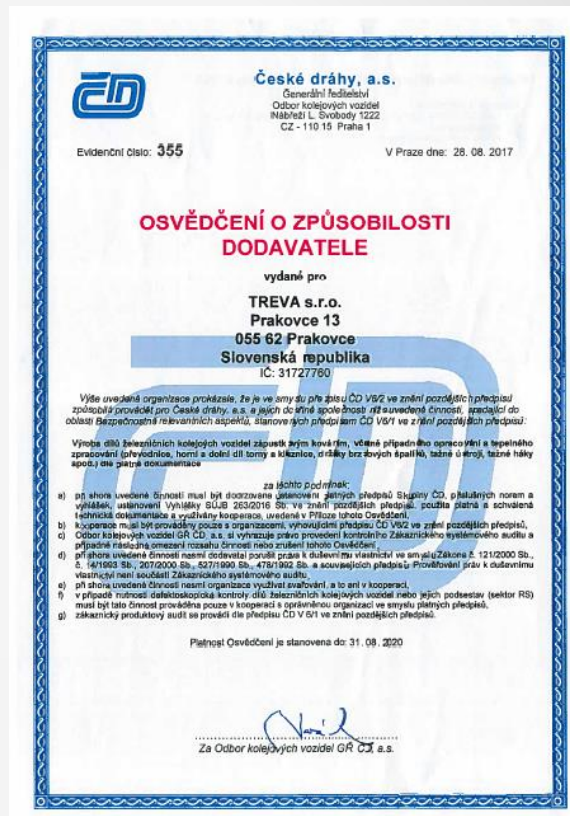 ČD
České dráhy, a.s.
Generální ředitelství
Odbor kolejových vozidel
Nábřeží L. Svobody 1222
CZ - 110 15 Praha 1
Evidenční číslo: 355
V Praze dne: 28. 08. 2017
OSVĚDČENÍ O ZPŮSOBILOSTI
DODAVATELE
vydané pro
TREVA s.r.o.
Prakovce 13
055 62 Prakovce
Slovenská republika
IČ: 31727760
Výše uvedená organizace prokázala, že je ve smyslu předpisu ČD V6/2 ve znění pozdějších předpisů
způsobilá provádět pro České dráhy, a.s. a jejich dceřiné společnosti níže uvedené činnosti, spadající do
oblasti Bezpečnostně relevantních aspektů, stanovených předpisem ČD V6/1 ve znění pozdějších předpisů:
Výroba dílů železničních kolejových vozidel zápustkovým kováním, včetně případného opracování a tepelného
zpracování (převodnice, horní a dolní díl torny a kluznice, držáky brzdových špalíků, tažné ústrojí, tažné háky
apod.) dle platné dokumentace
za těchto podmínek:
a) při shora uvedené činnosti musí být dodržována ustanovení platných předpisů Skupiny ČD, příslušných norem a
vyhlášek, ustanovení Vyhlášky SÚJB 263/2016 Sb. ve znění pozdějších předpisů, použita platná a schválená
technická dokumentace a využívány kooperace, uvedené v Příloze tohoto Osvědčení,
b) kooperace musí být prováděny pouze s organizacemi, vyhovujícími předpisu ČD V6/2 ve znění pozdějších předpisů,
c) Odbor kolejových vozidel GŘ ČD, a.s. si vyhrazuje právo provedení kontrolního Zákaznického systémového auditu a
případné následné omezení rozsahu činností nebo zrušení tohoto Osvědčení,
d) při shora uvedené činnosti nesmí dodavatel porušit práva k duševnímu vlastnictví ve smyslu Zákona č. 121/2000 Sb.,
č. 14/1993 Sb., 207/2000 Sb., 527/1990 Sb., 478/1992 Sb. a souvisejících předpisů. Prověřování práv k duševnímu
vlastnictví není součástí Zákaznického systémového auditu,
e) při shora uvedené činnosti nesmí organizace využívat svařování, a to ani v kooperaci,
f) v případě nutnosti defektoskopické kontroly dílů železničních kolejových vozidel nebo jejich podsestav (sektor RS)
musí být tato činnost prováděna pouze v kooperaci s oprávněnou organizací ve smyslu platných předpisů,
g) zákaznický produktový audit se provádí dle předpisu ČD V 6/1 ve znění pozdějších předpisů.
Platnost Osvědčení je stanovena do: 31. 08. 2020
Za Odbor kolejových vozidel GŘ ČD, a.s.